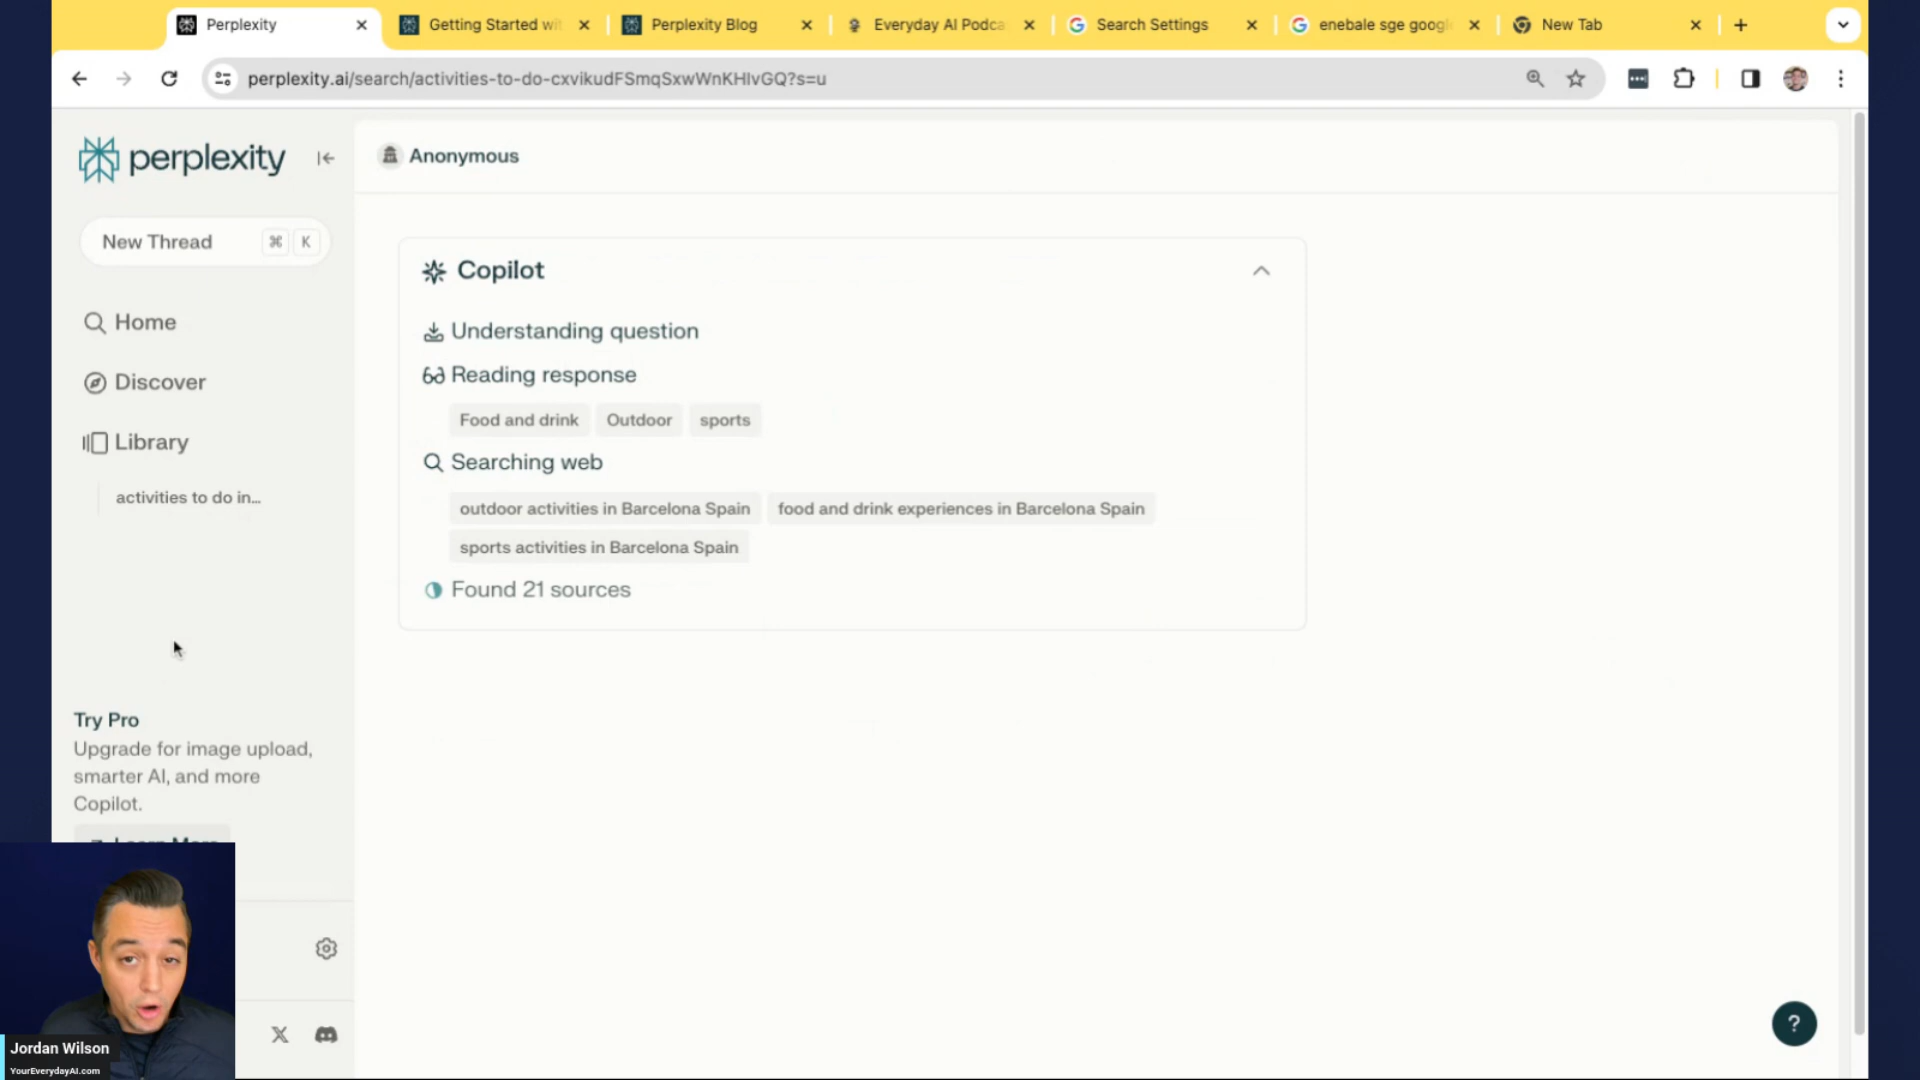 Perplexity
Getting Started wit
Perplexity Blog
Everyday AI Podca
Search Settings
enebale sge googl
New Tab
perplexity.ai/search/activities-to-do-cxvikudFSmqSxwWnKHIvGQ?s=u
perplexity
Anonymous
New Thread ⌘ K
Copilot
Home
Understanding question
Discover
Reading response
Food and drink Outdoor sports
Library
Searching web
activities to do in...
outdoor activities in Barcelona Spain food and drink experiences in Barcelona Spain
sports activities in Barcelona Spain
Found 21 sources
Try Pro
Upgrade for image upload,
smarter AI, and more
Copilot.
Learn More
?
Jordan Wilson
YourEverydayAI.com